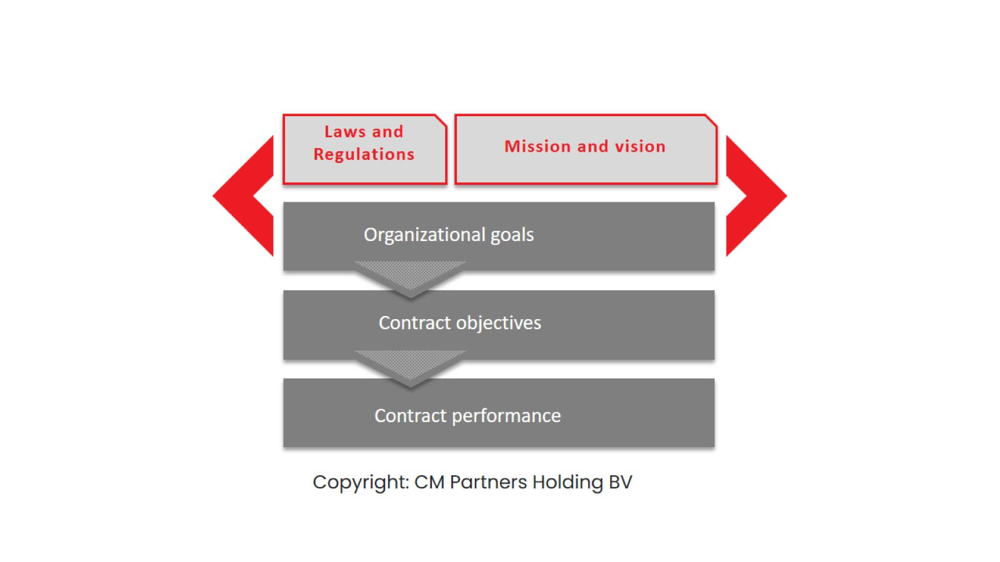 Laws and
Regulations
Mission and vision
Organizational goals
Contract objectives
Contract performance
Copyright: CM Partners Holding BV